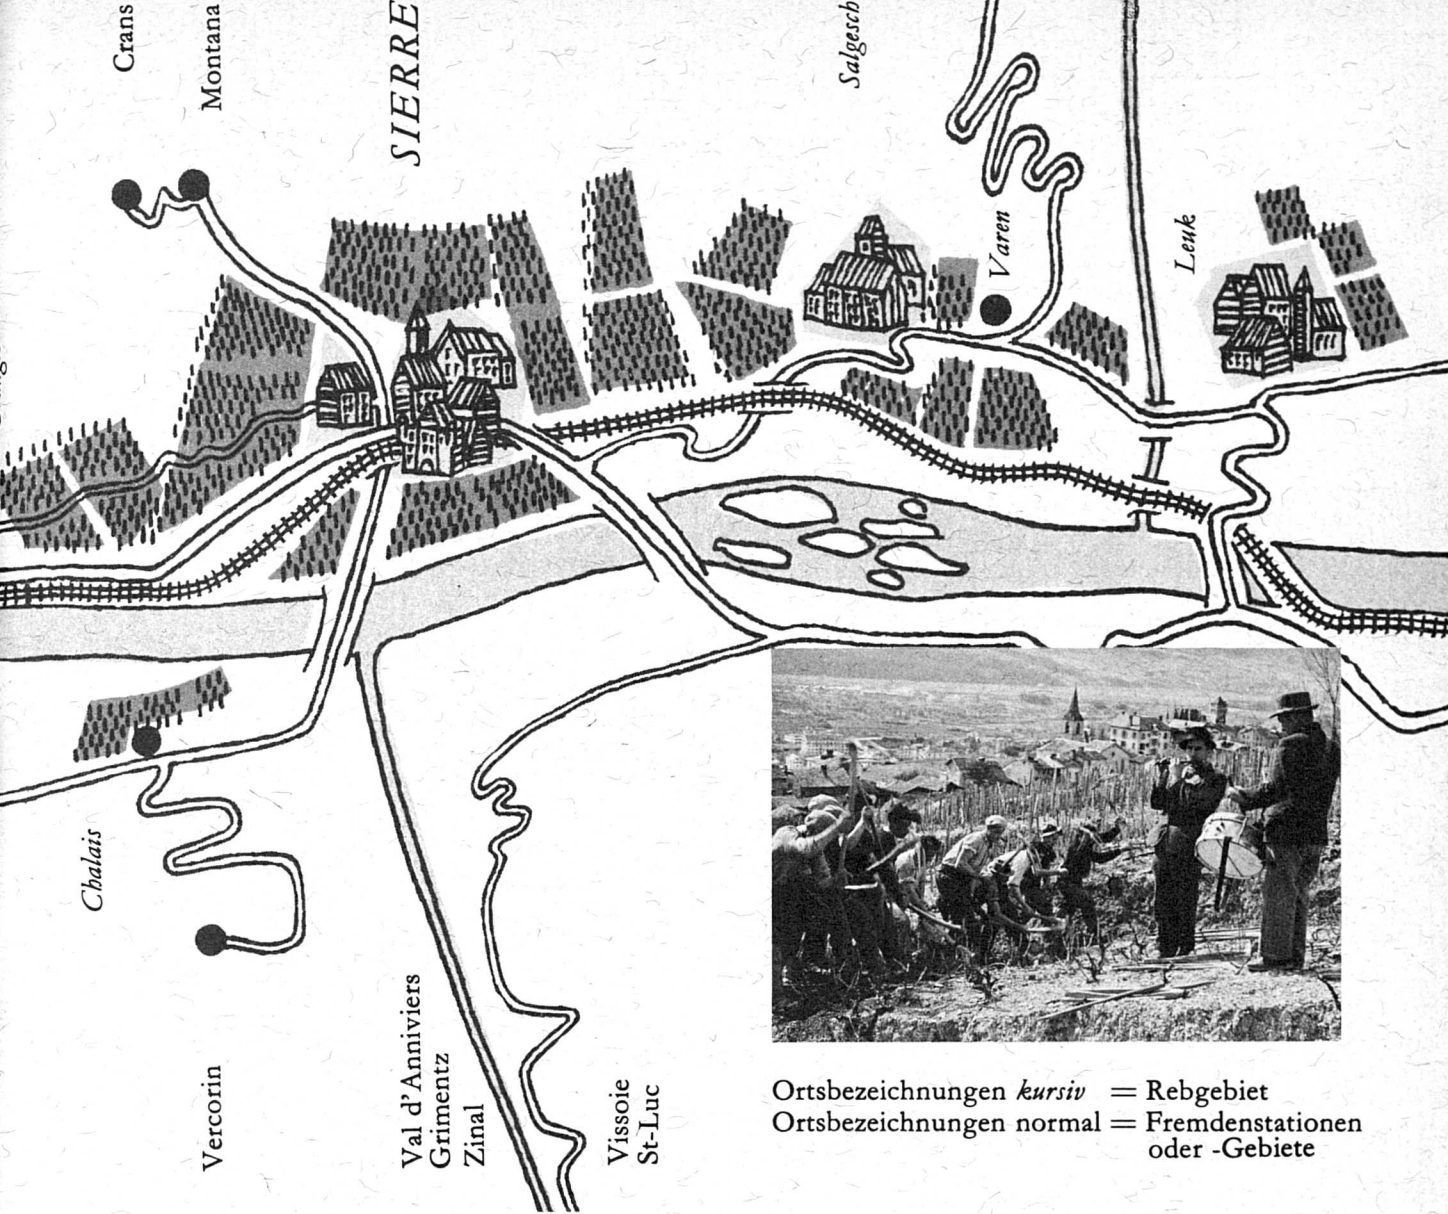 Crans
Montana
SIERRE
Salgesch
Varen
Leuk
Chalais
Vercorin
Val d'Anniviers
Grimentz
Zinal
Vissoie
St-Luc
Ortsbezeichnungen kursiv = Rebgebiet
Ortsbezeichnungen normal = Fremdenstationen
oder -Gebiete